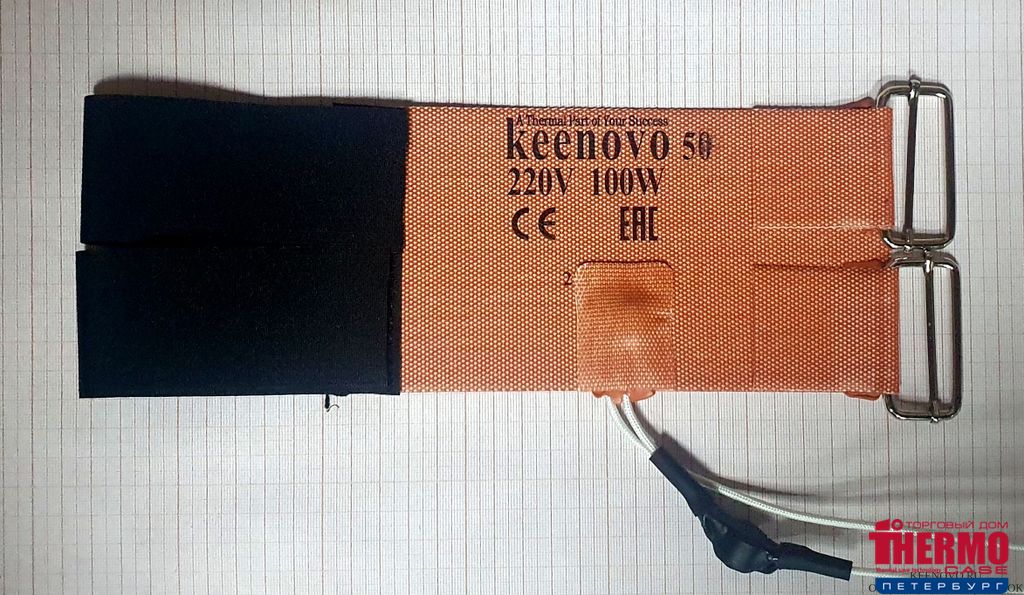 A Thermal Part of Your Success
keenovo 50
220V 100W
CE EAC
2
ТОРГОВЫЙ ДОМ
THERMO
CASE
ПЕТЕРБУРГ